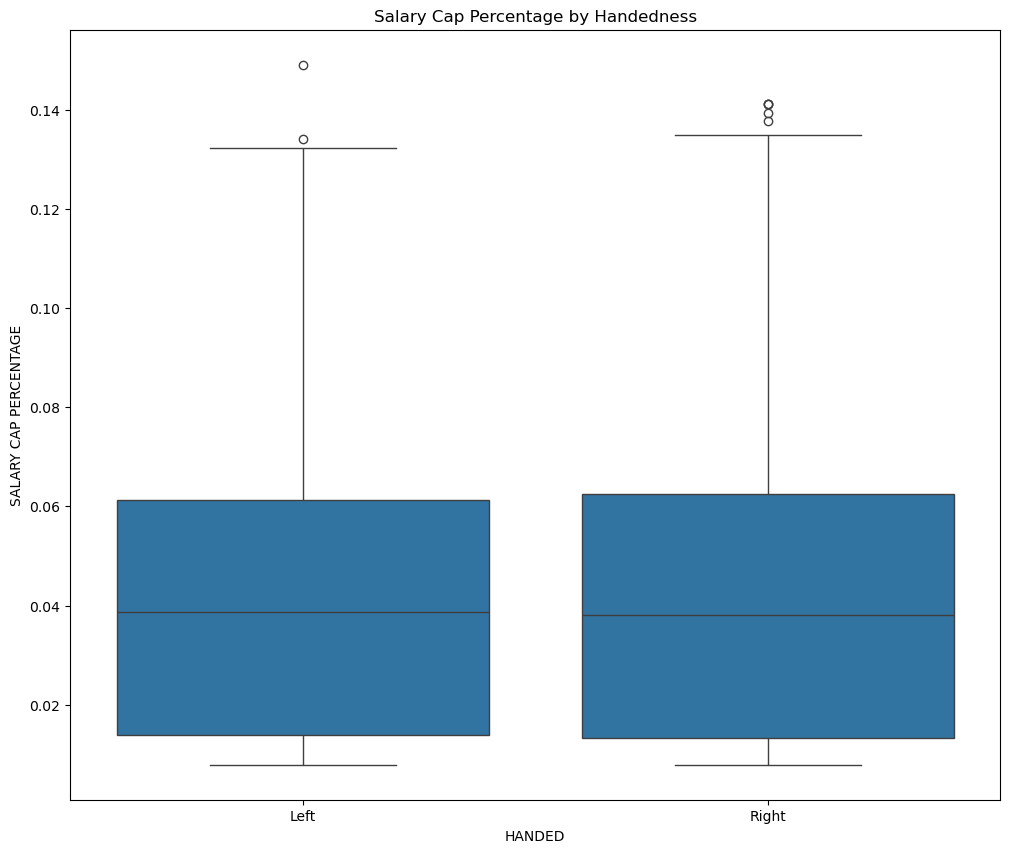 Salary Cap Percentage by Handedness
0.14
0.12
0.10
0.08
0.06
0.04
0.02
SALARY CAP PERCENTAGE
Left
Right
HANDED